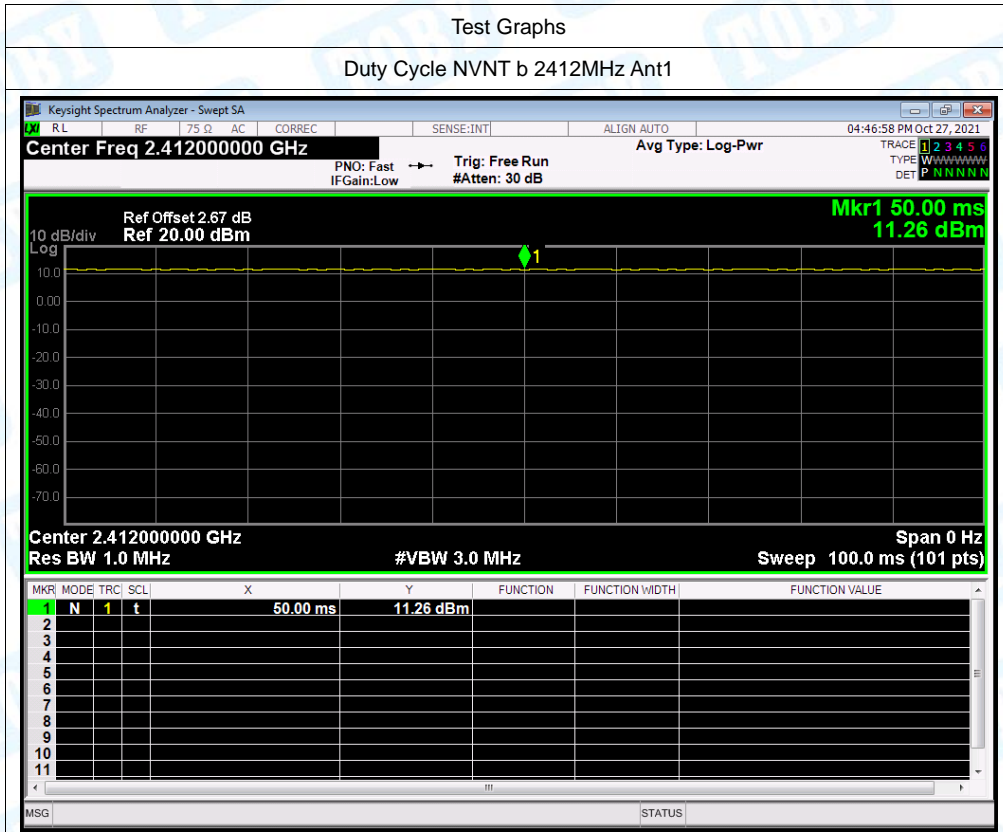 Test Graphs
Duty Cycle NVNT b 2412MHz Ant1
Keysight Spectrum Analyzer - Swept SA
LXI RL RF 75 Ω AC CORREC SENSE:INT ALIGN AUTO 04:46:58 PM Oct 27, 2021
Center Freq 2.412000000 GHz Avg Type: Log-Pwr TRACE 1 2 3 4 5 6
PNO: Fast Trig: Free Run TYPE WWWWWW
IFGain:Low #Atten: 30 dB DET P N N N N N
Mkr1 50.00 ms
Ref Offset 2.67 dB
10 dB/div Ref 20.00 dBm 11.26 dBm
Log
1
10.0
0.00
-10.0
-20.0
-30.0
-40.0
-50.0
-60.0
-70.0
Center 2.412000000 GHz Span 0 Hz
Res BW 1.0 MHz #VBW 3.0 MHz Sweep 100.0 ms (101 pts)
MKR MODE TRC SCL X Y FUNCTION FUNCTION WIDTH FUNCTION VALUE
1 N 1 t 50.00 ms 11.26 dBm
2
3
4
5
6
7
8
9
10
11
MSG STATUS